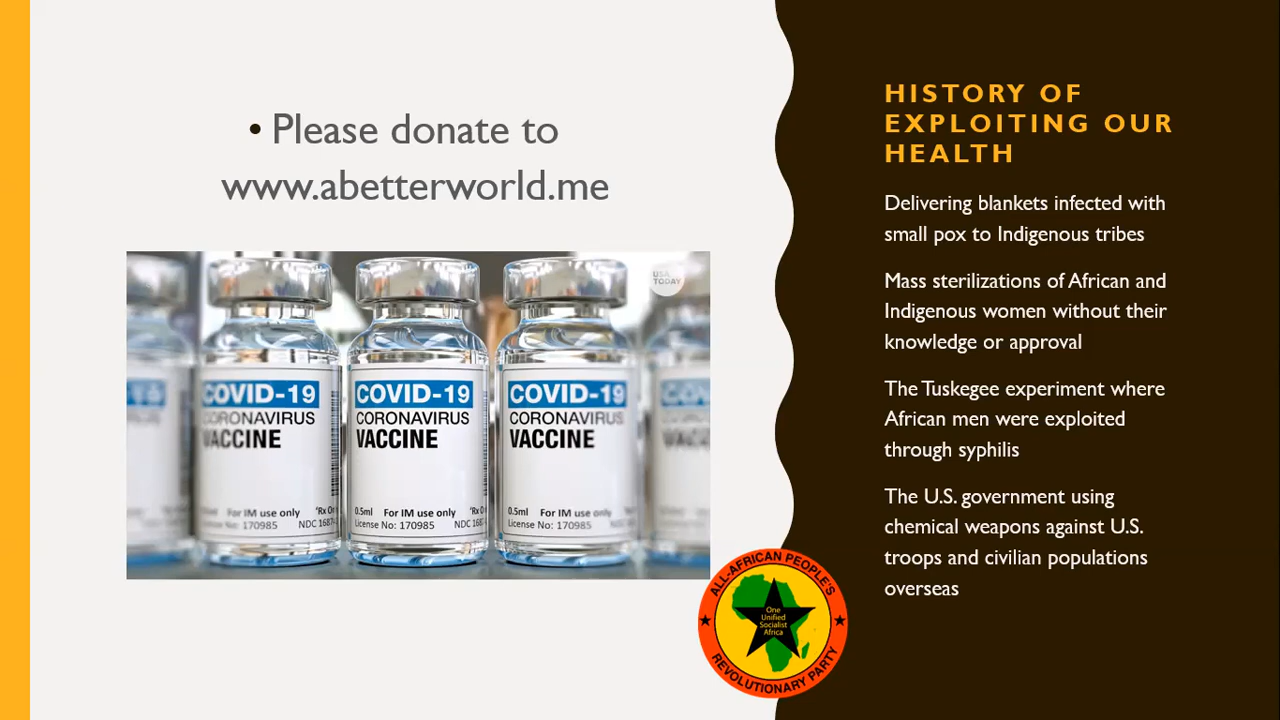 • Please donate to
www.abetterworld.me
USA
TODAY
COVID-19
CORONAVIRUS
VACCINE
0.5ml For IM use only
License No: 170985
COVID-19
CORONAVIRUS
VACCINE
0.5ml For IM use only
License No: 170985
COVID-19
CORONAVIRUS
VACCINE
0.5ml For IM use only
License No: 170985
HISTORY OF
EXPLOITING OUR
HEALTH
Delivering blankets infected with
small pox to Indigenous tribes
Mass sterilizations of African and
Indigenous women without their
knowledge or approval
The Tuskegee experiment where
African men were exploited
through syphilis
The U.S. government using
chemical weapons against U.S.
troops and civilian populations
overseas
ALL-AFRICAN PEOPLE'S
One
Unified
Socialist
Africa
REVOLUTIONARY PARTY